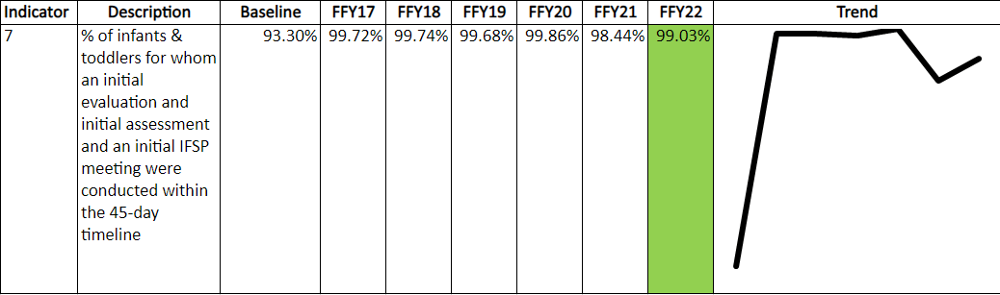 Indicator Description Baseline FFY17 FFY18 FFY19 FFY20 FFY21 FFY22 Trend
7 % of infants & 93.30% 99.72% 99.74% 99.68% 99.86% 98.44% 99.03%
toddlers for whom
an initial
evaluation and
initial assessment
and an initial IFSP
meeting were
conducted within
the 45-day
timeline